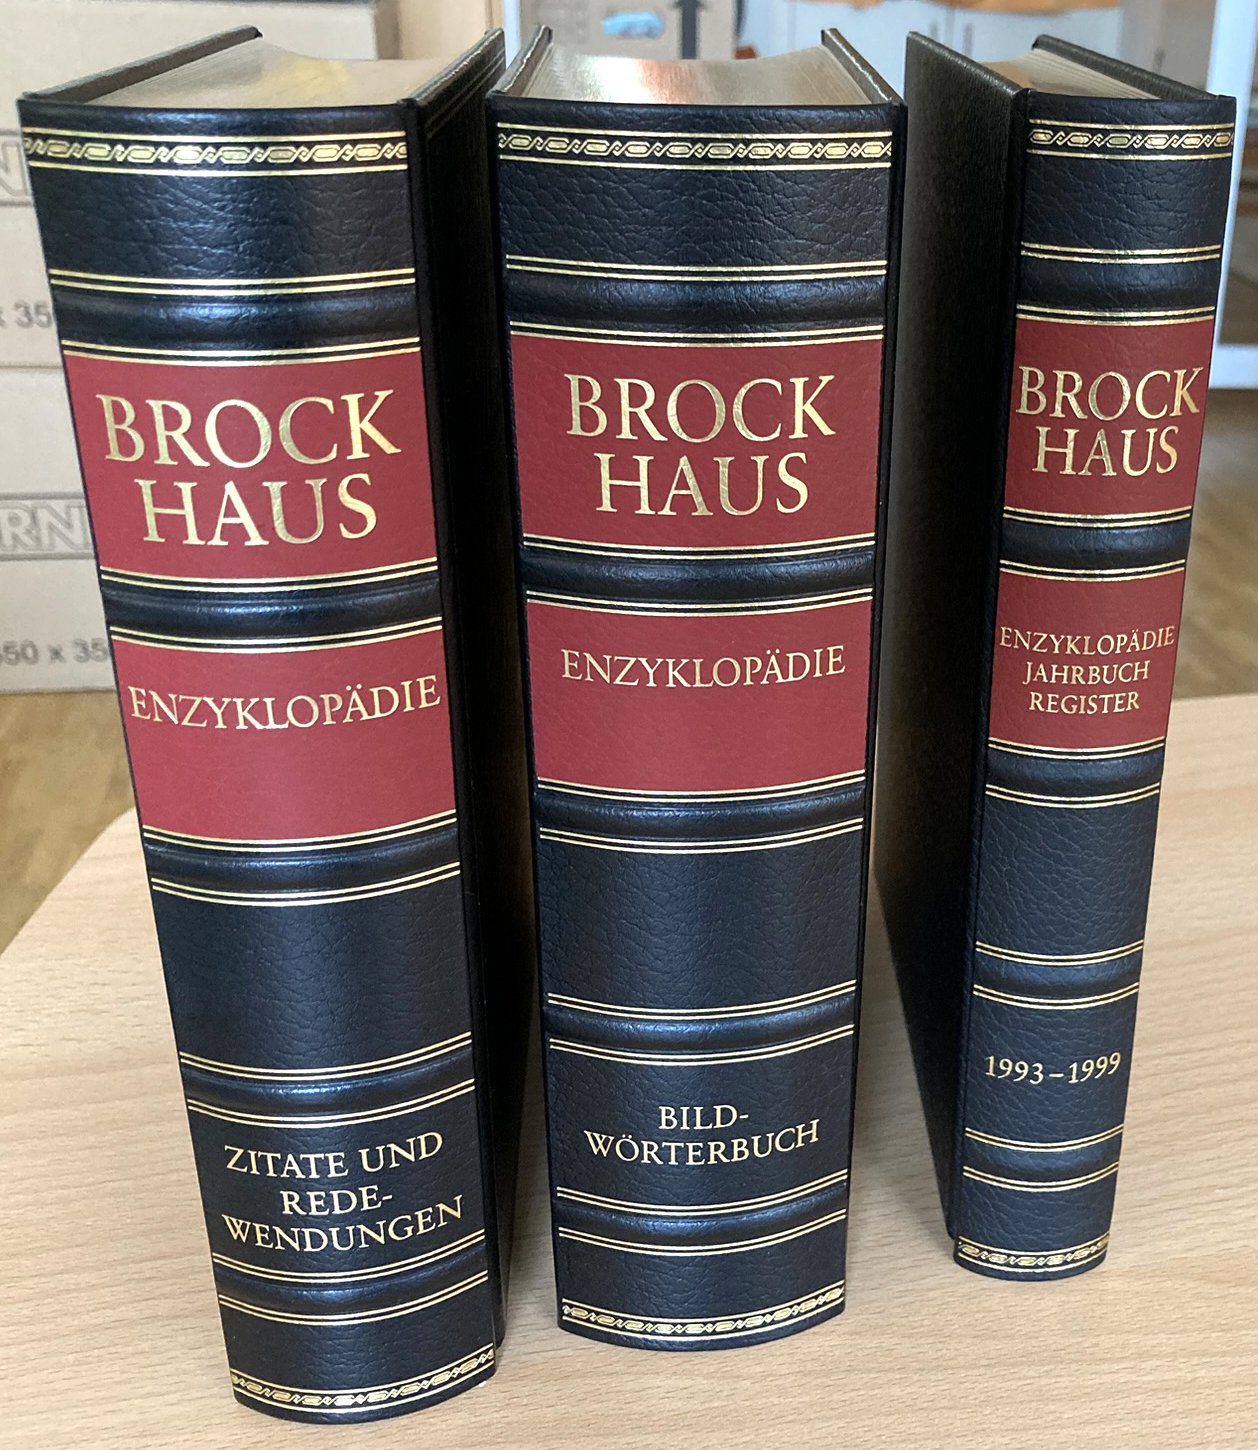 BROCK
HAUS
ENZYKLOPÄDIE
ZITATE UND
REDE-
WENDUNGEN
BROCK
HAUS
ENZYKLOPÄDIE
BILD-
WÖRTERBUCH
BROCK
HAUS
ENZYKLOPÄDIE
JAHRBUCH
REGISTER
1993–1999